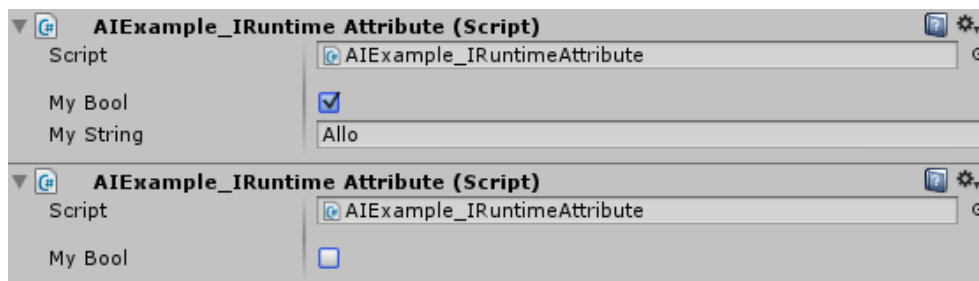 AIExample_IRuntime Attribute (Script)
Script AIExample_IRuntimeAttribute
My Bool
My String Allo
AIExample_IRuntime Attribute (Script)
Script AIExample_IRuntimeAttribute
My Bool